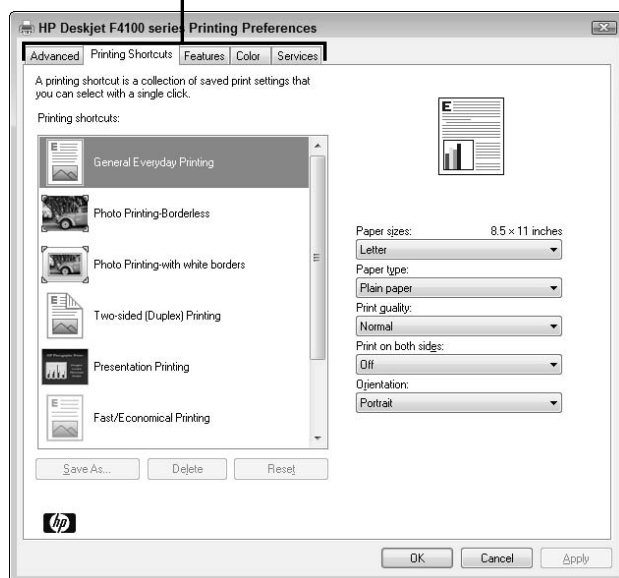 HP Deskjet F4100 series Printing Preferences
Advanced Printing Shortcuts Features Color Services
A printing shortcut is a collection of saved print settings that
you can select with a single click.
Printing shortcuts:
E
General Everyday Printing
Photo Printing-Borderless
Photo Printing-with white borders
E
Two-sided (Duplex) Printing
Presentation Printing
E
Fast/Economical Printing
Save As... Delete Reset
hp
E
Paper sizes: 8.5 × 11 inches
Letter
Paper type:
Plain paper
Print quality:
Normal
Print on both sides:
Off
Orientation:
Portrait
OK Cancel Apply